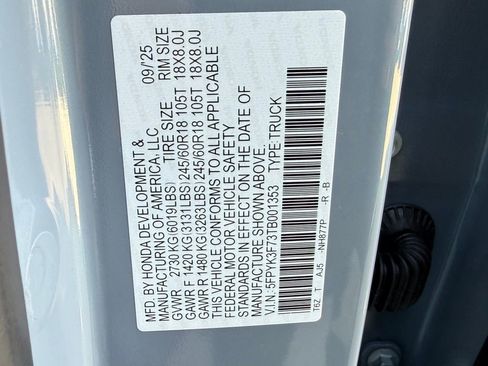 MFD. BY HONDA DEVELOPMENT & 09/'25
MANUFACTURING OF AMERICA, LLC
TIRE SIZE RIM SIZE
GVWR 2730 KG(6019LBS)
GAWR F 1420 KG(3131LBS)245/60R18 105T 18X8.0J
GAWR R 1480 KG(3263LBS)245/60R18 105T 18X8.0J
THIS VEHICLE CONFORMS TO ALL APPLICABLE
FEDERAL MOTOR VEHICLE SAFETY
STANDARDS IN EFFECT ON THE DATE OF
MANUFACTURE SHOWN ABOVE.
V.I.N: 5FPYK3F73TB001353 TYPE:TRUCK
T6Z T AJ5 -NH877P -R -B